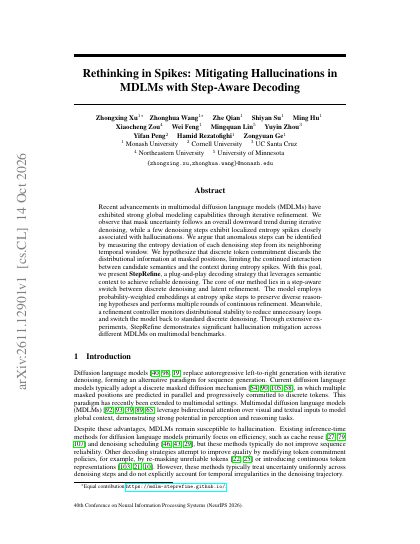 Rethinking in Spikes: Mitigating Hallucinations in
MDLMs with Step-Aware Decoding
Zhongxing Xu¹* Zhonghua Wang¹* Zhe Qian¹ Shiyan Su¹ Ming Hu¹
Xiaocheng Zou⁴ Wei Feng¹ Mingquan Lin⁵ Yuyin Zhou³
Yifan Peng² Hamid Rezatofighi¹ Zongyuan Ge¹
¹ Monash University ² Cornell University ³ UC Santa Cruz
⁴ Northeastern University ⁵ University of Minnesota
{zhongxing.xu,zhonghua.wang}@monash.edu
Abstract
Recent advancements in multimodal diffusion language models (MDLMs) have
exhibited strong global modeling capabilities through iterative refinement. We
observe that mask uncertainty follows an overall downward trend during iterative
denoising, while a few denoising steps exhibit localized entropy spikes closely
associated with hallucinations. We argue that anomalous steps can be identified
by measuring the entropy deviation of each denoising step from its neighboring
temporal window. We hypothesize that discrete token commitment discards the
distributional information at masked positions, limiting the continued interaction
between candidate semantics and the context during entropy spikes. With this goal,
we present StepRefine, a plug-and-play decoding strategy that leverages semantic
context to achieve reliable denoising. The core of our method lies in a step-aware
switch between discrete denoising and latent refinement. The model employs
probability-weighted embeddings at entropy spike steps to preserve diverse reason-
ing hypotheses and performs multiple rounds of continuous refinement. Meanwhile,
a refinement controller monitors distributional stability to reduce unnecessary loops
and switch the model back to standard discrete denoising. Through extensive ex-
periments, StepRefine demonstrates significant hallucination mitigation across
different MDLMs on multimodal benchmarks.
1 Introduction
Diffusion language models replace autoregressive left-to-right generation with iterative
denoising, forming an alternative paradigm for sequence generation. Current diffusion
language models typically adopt a discrete masked diffusion mechanism, in which multiple
masked positions are predicted in parallel and progressively committed to discrete tokens. This
paradigm has recently been extended to multimodal settings. Multimodal diffusion language models
(MDLMs) leverage bidirectional attention over visual and textual inputs to model
global context, demonstrating strong potential in perception and reasoning tasks.
Despite these advantages, MDLMs remain susceptible to hallucination. Existing inference-time
methods for diffusion language models primarily focus on efficiency, such as cache reuse
and denoising scheduling, but these methods typically do not improve sequence
reliability. Other decoding strategies attempt to improve quality by modifying token commitment
policies, for example, by re-masking unreliable tokens or introducing continuous token
representations. However, these methods typically treat uncertainty uniformly across
denoising steps and do not explicitly account for temporal irregularities in the denoising trajectory.
*Equal contribution https://mdlm-steprefine.github.io/
40th Conference on Neural Information Processing Systems (NeurIPS 2026)
arXiv:2611.12901v1 [cs.CL] 14 Oct 2026